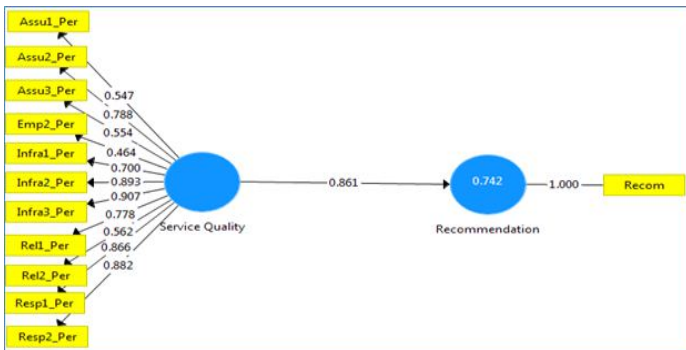 Assu1_Per
Assu2_Per
Assu3_Per
Emp2_Per
Infra1_Per
Infra2_Per
Infra3_Per
Rel1_Per
Rel2_Per
Resp1_Per
Resp2_Per
0.547
0.788
0.554
0.464
0.700
0.893
0.907
0.778
0.562
0.866
0.882
Service Quality
0.861
0.742
Recommendation
1.000
Recom